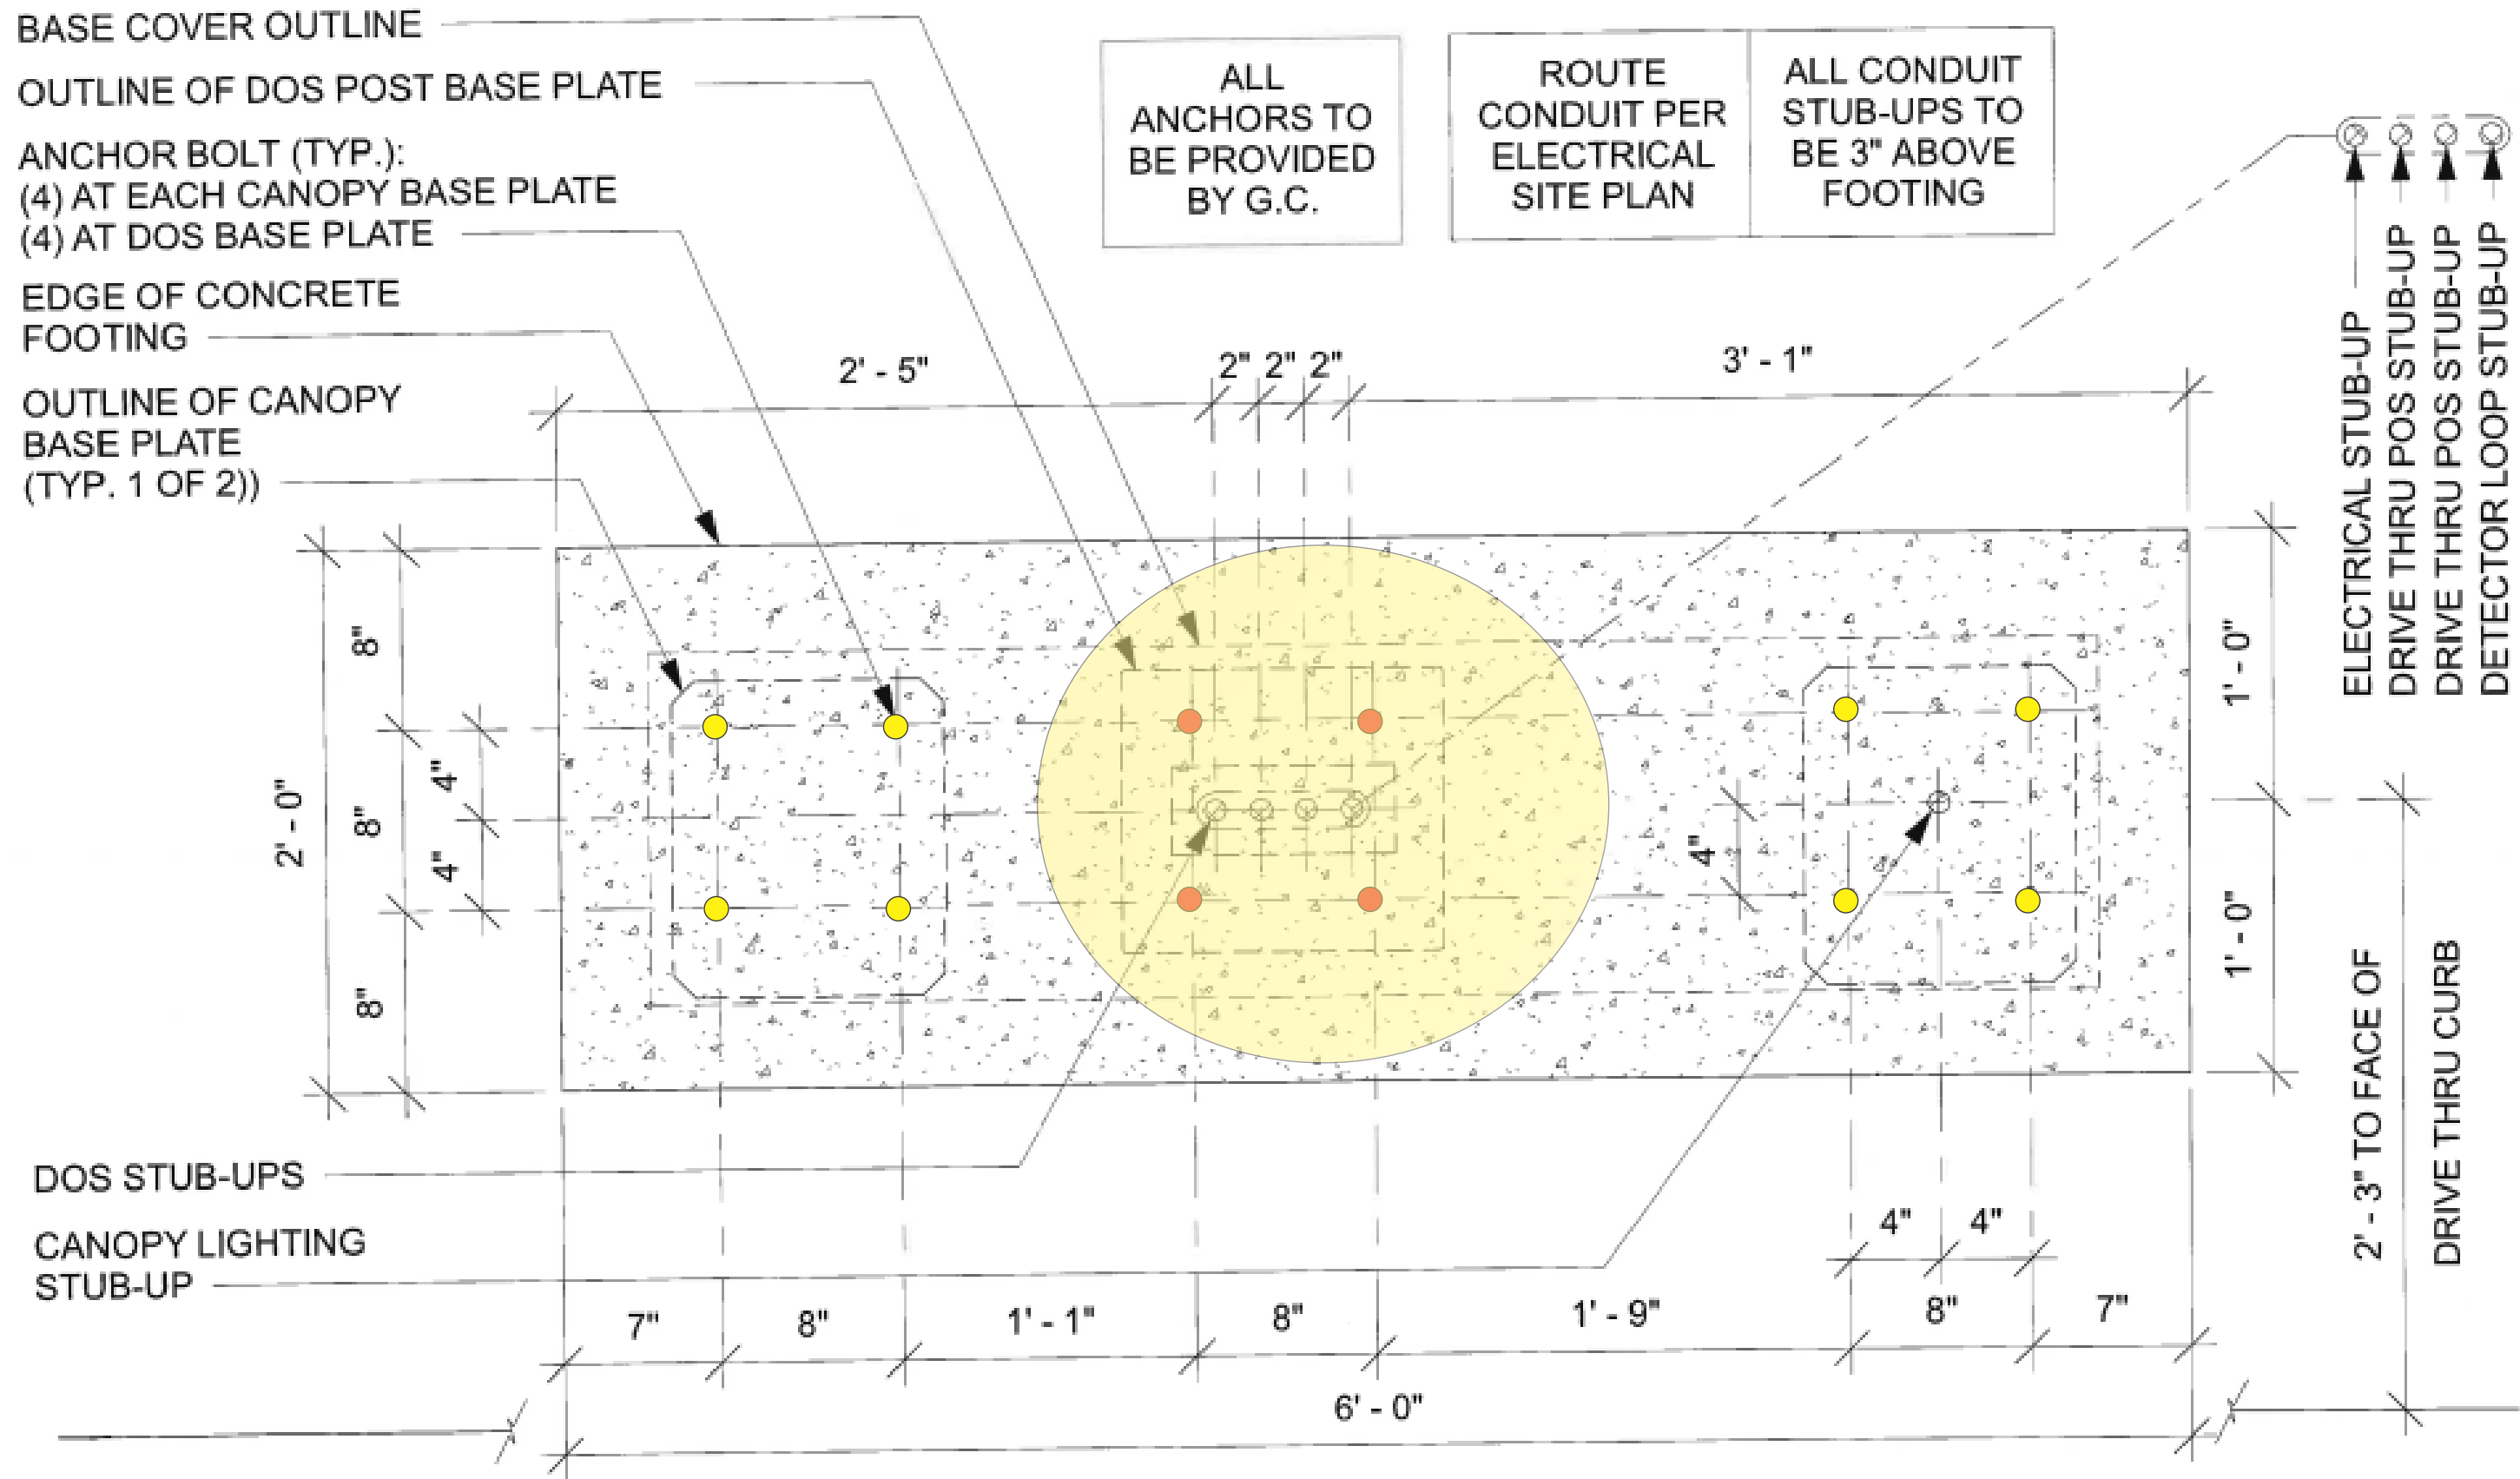 BASE COVER OUTLINE
OUTLINE OF DOS POST BASE PLATE
ANCHOR BOLT (TYP.):
(4) AT EACH CANOPY BASE PLATE
(4) AT DOS BASE PLATE
EDGE OF CONCRETE
FOOTING
OUTLINE OF CANOPY
BASE PLATE
(TYP. 1 OF 2))
ALL
ANCHORS TO
BE PROVIDED
BY G.C.
ROUTE
CONDUIT PER
ELECTRICAL
SITE PLAN
ALL CONDUIT
STUB-UPS TO
BE 3" ABOVE
FOOTING
ELECTRICAL STUB-UP
DRIVE THRU POS STUB-UP
DRIVE THRU POS STUB-UP
DETECTOR LOOP STUB-UP
2' - 5"
2"
2"
2"
3' - 1"
2' - 0"
8"
8"
8"
4"
4"
4"
1' - 0"
1' - 0"
2' - 3" TO FACE OF
DRIVE THRU CURB
DOS STUB-UPS
CANOPY LIGHTING
STUB-UP
4"
4"
7"
8"
1' - 1"
8"
1' - 9"
8"
7"
6' - 0"